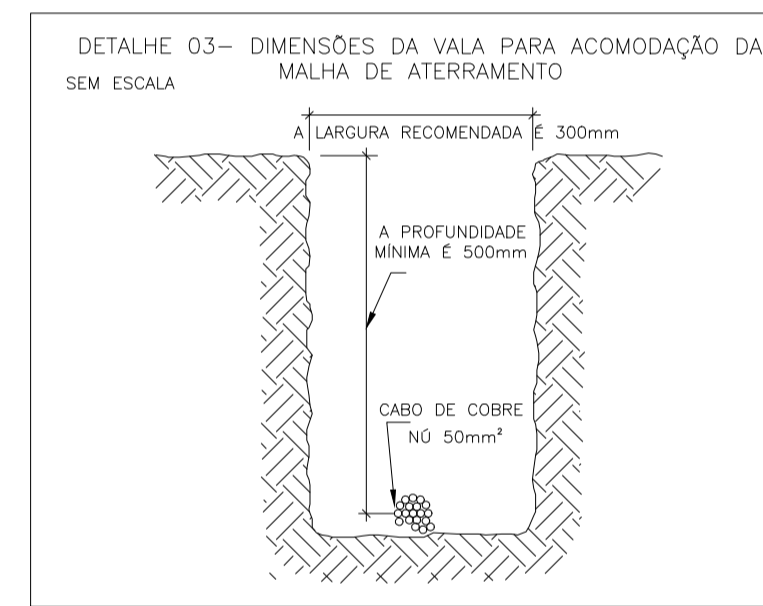 DETALHE 03- DIMENSÕES DA VALA PARA ACOMODAÇÃO DA
MALHA DE ATERRAMENTO
SEM ESCALA
A LARGURA RECOMENDADA É 300mm
A PROFUNDIDADE
MÍNIMA É 500mm
CABO DE COBRE
NÚ 50mm²